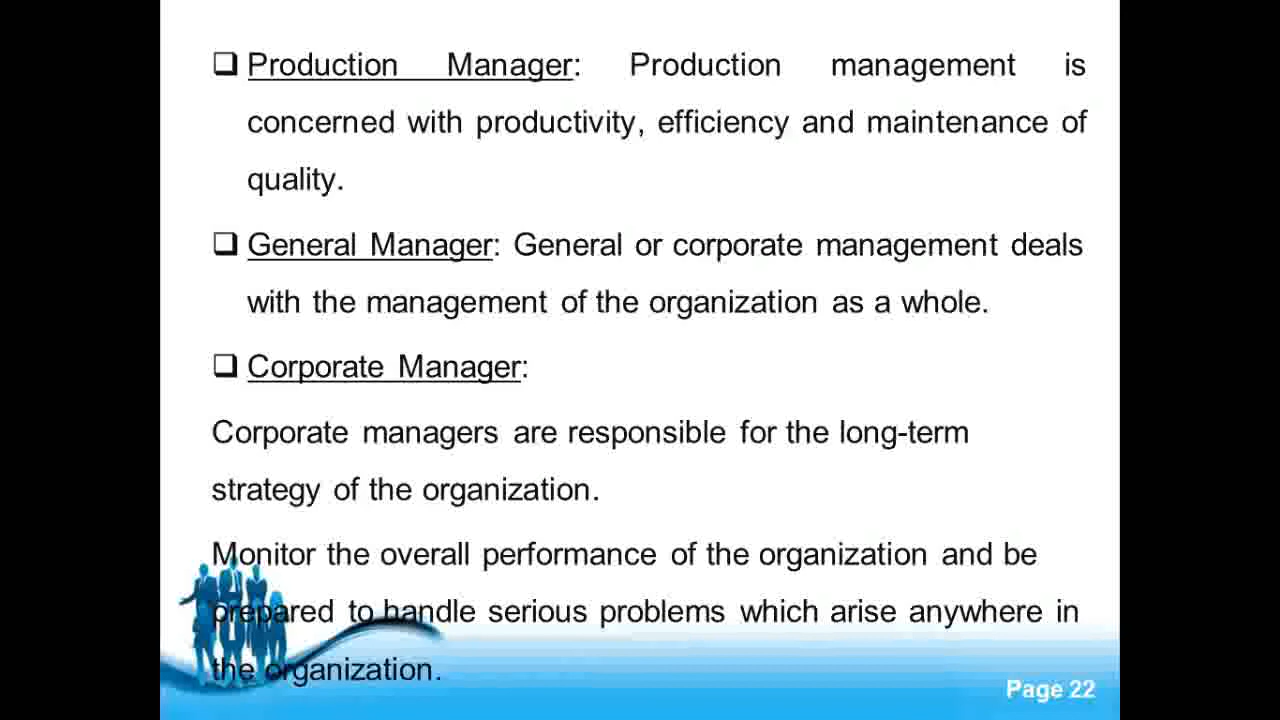 ❑ Production Manager: Production management is
concerned with productivity, efficiency and maintenance of
quality.
❑ General Manager: General or corporate management deals
with the management of the organization as a whole.
❑ Corporate Manager:
Corporate managers are responsible for the long-term
strategy of the organization.
Monitor the overall performance of the organization and be
prepared to handle serious problems which arise anywhere in
the organization.
Page 22